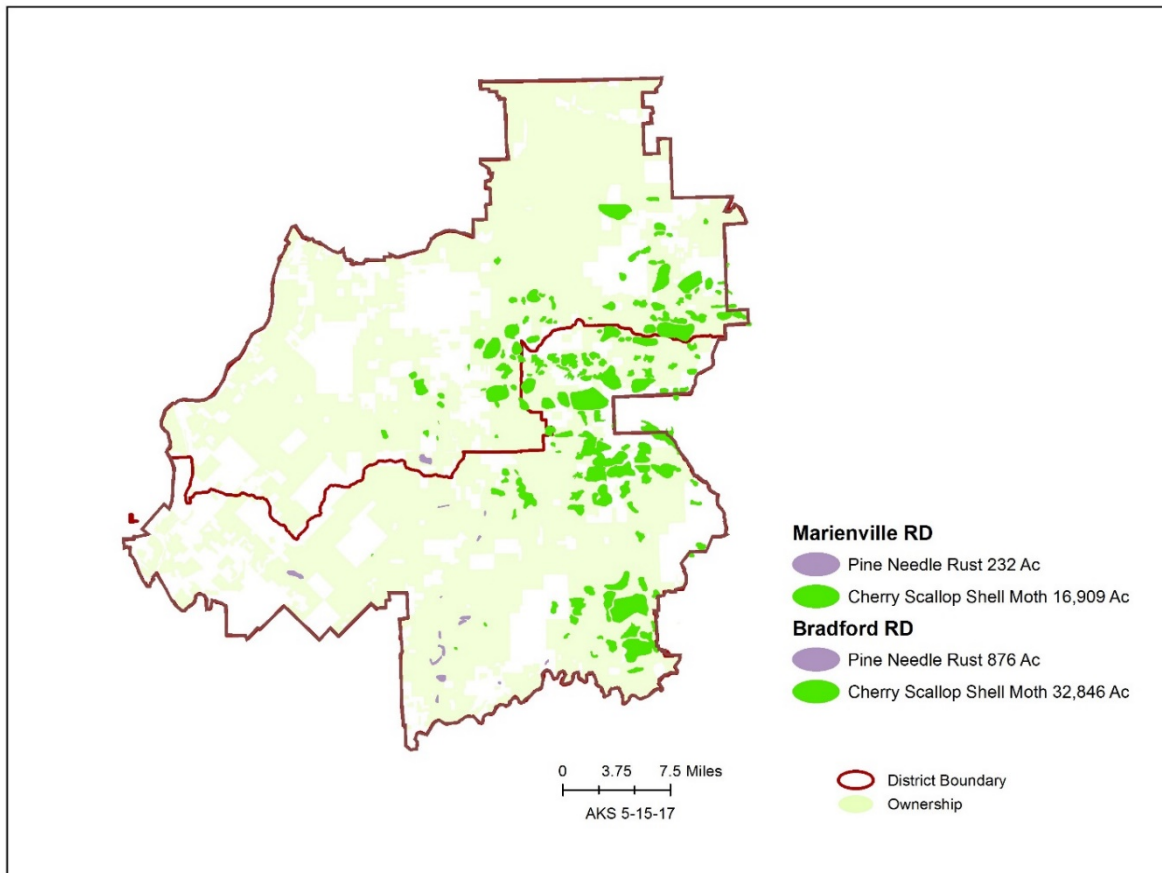 Marienville RD
Pine Needle Rust 232 Ac
Cherry Scallop Shell Moth 16,909 Ac
Bradford RD
Pine Needle Rust 876 Ac
Cherry Scallop Shell Moth 32,846 Ac
0 3.75 7.5 Miles
AKS 5-15-17
District Boundary
Ownership